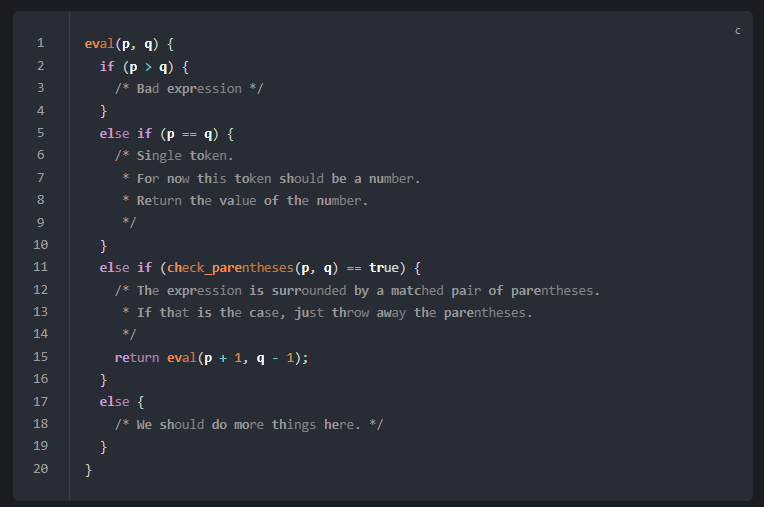 c
1 eval(p, q) {
2   if (p > q) {
3     /* Bad expression */
4   }
5   else if (p == q) {
6     /* Single token.
7      * For now this token should be a number.
8      * Return the value of the number.
9      */
10   }
11   else if (check_parentheses(p, q) == true) {
12     /* The expression is surrounded by a matched pair of parentheses.
13      * If that is the case, just throw away the parentheses.
14      */
15     return eval(p + 1, q - 1);
16   }
17   else {
18     /* We should do more things here. */
19   }
20 }